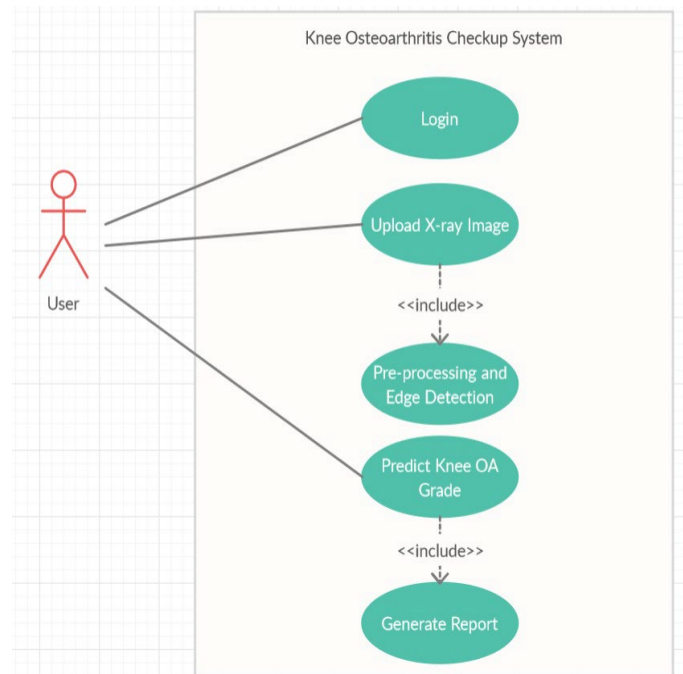 Knee Osteoarthritis Checkup System
Login
Upload X-ray Image
User
<<include>>
Pre-processing and
Edge Detection
Predict Knee OA
Grade
<<include>>
Generate Report